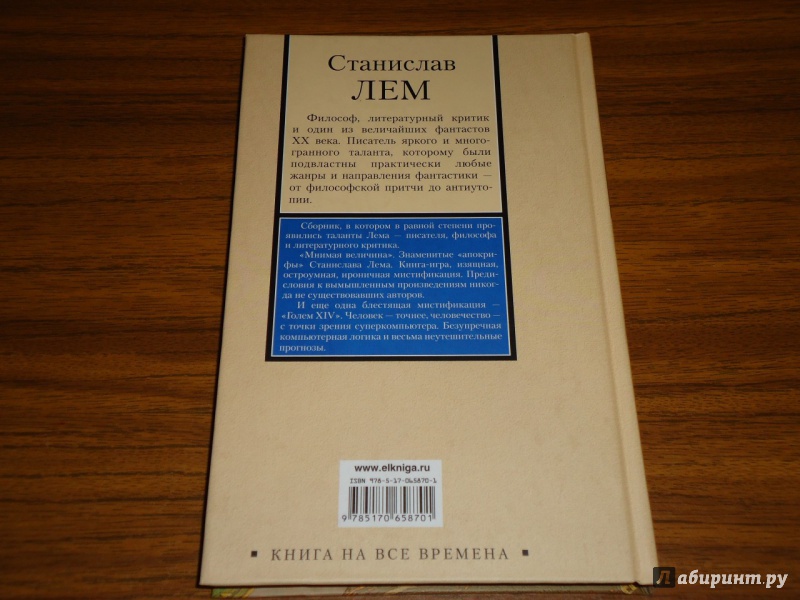 Станислав
ЛЕМ
Философ, литературный критик
и один из величайших фантастов
XX века. Писатель яркого и много-
гранного таланта, которому были
подвластны практически любые
жанры и направления фантастики —
от философской притчи до антиуто-
пии.
Сборник, в котором в равной степени про-
явились таланты Лема — писателя, философа
и литературного критика.
«Мнимая величина». Знаменитые «апокри-
фы» Станислава Лема. Книга-игра, изящная,
остроумная, ироничная мистификация. Преди-
словия к вымышленным произведениям никог-
да не существовавших авторов.
И еще одна блестящая мистификация —
«Голем XIV». Человек — точнее, человечество —
с точки зрения суперкомпьютера. Безупречная
компьютерная логика и весьма неутешительные
прогнозы.
www.elkniga.ru
ISBN 978-5-17-065870-1
9 785170 658701
▪ КНИГА НА ВСЕ ВРЕМЕНА ▪
Лабиринт.ру